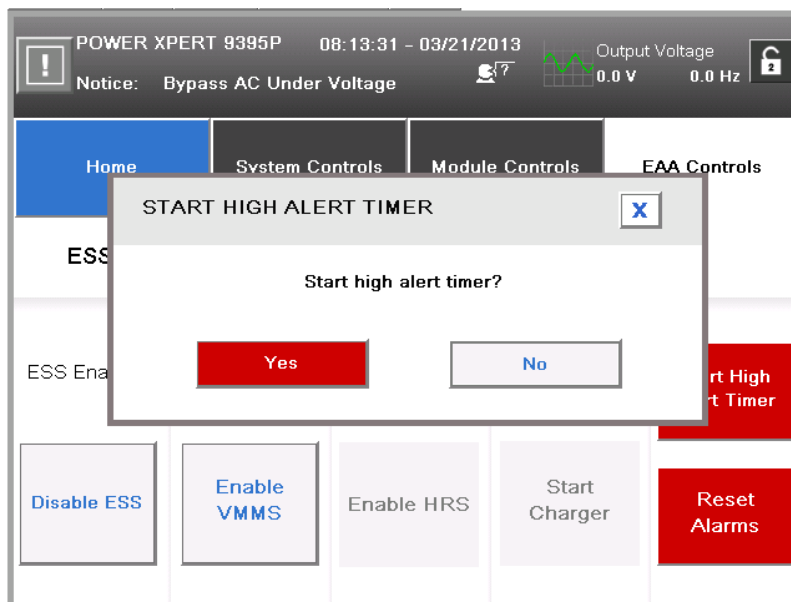 POWER XPERT 9395P 08:13:31 - 03/21/2013
Output Voltage
Notice: Bypass AC Under Voltage
0.0 V 0.0 Hz
2
Home System Controls Module Controls EAA Controls
START HIGH ALERT TIMER
X
ESS
Start high alert timer?
Yes No
ESS Ena
rt High
rt Timer
Disable ESS
Enable
VMMS
Enable HRS
Start
Charger
Reset
Alarms